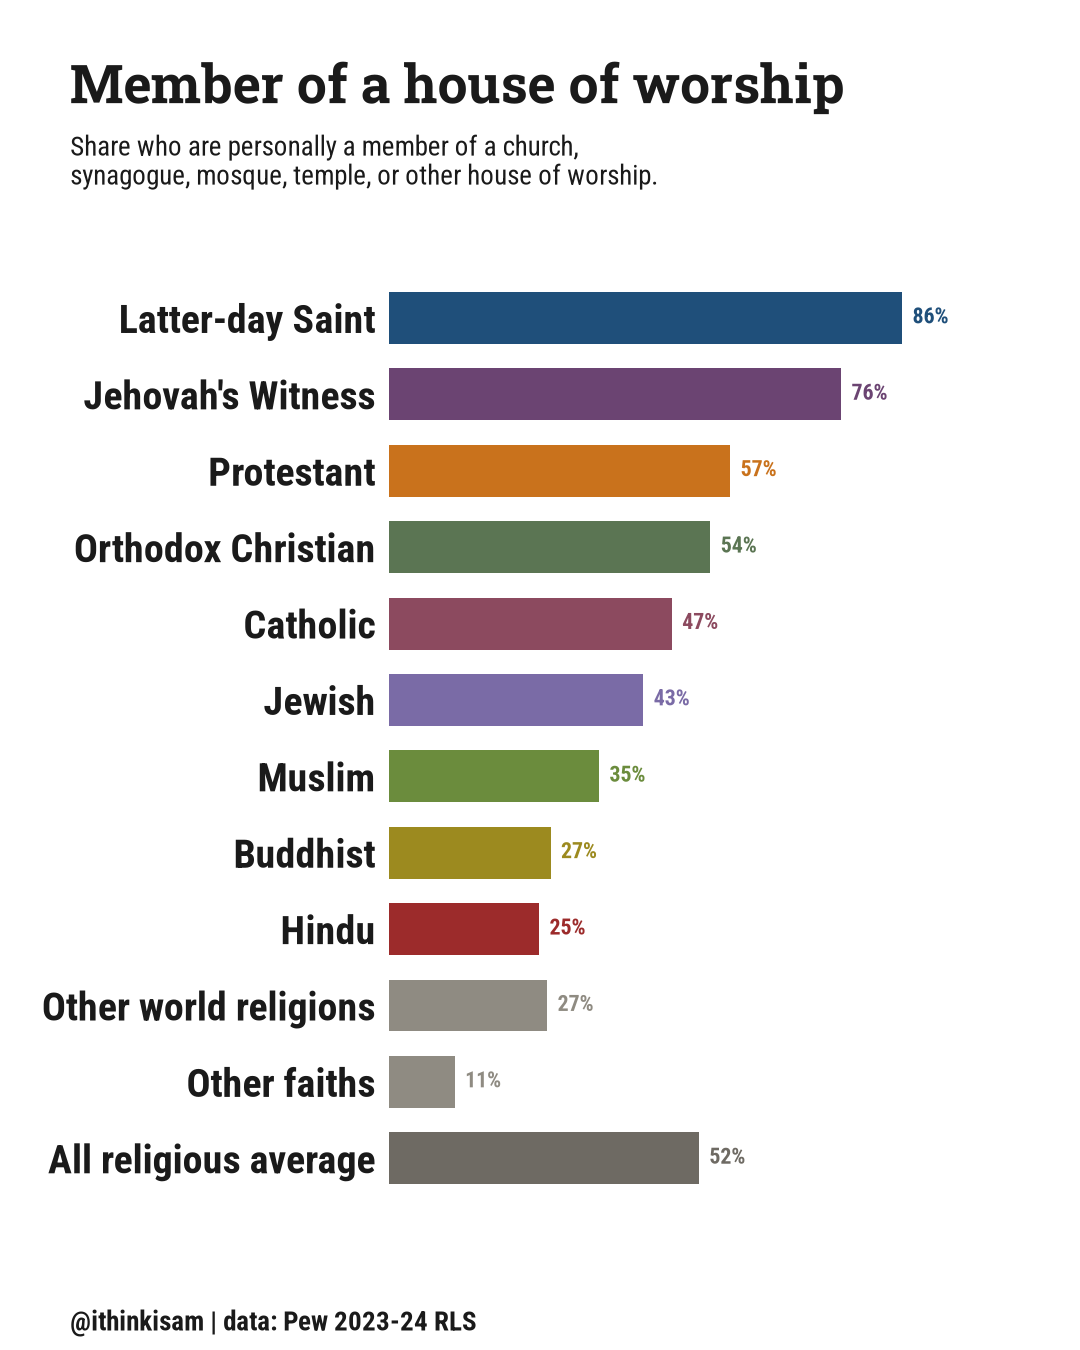 Member of a house of worship
Share who are personally a member of a church,
synagogue, mosque, temple, or other house of worship.
Latter-day Saint 86%
Jehovah's Witness 76%
Protestant 57%
Orthodox Christian 54%
Catholic 47%
Jewish 43%
Muslim 35%
Buddhist 27%
Hindu 25%
Other world religions 27%
Other faiths 11%
All religious average 52%
@ithinkisam | data: Pew 2023-24 RLS